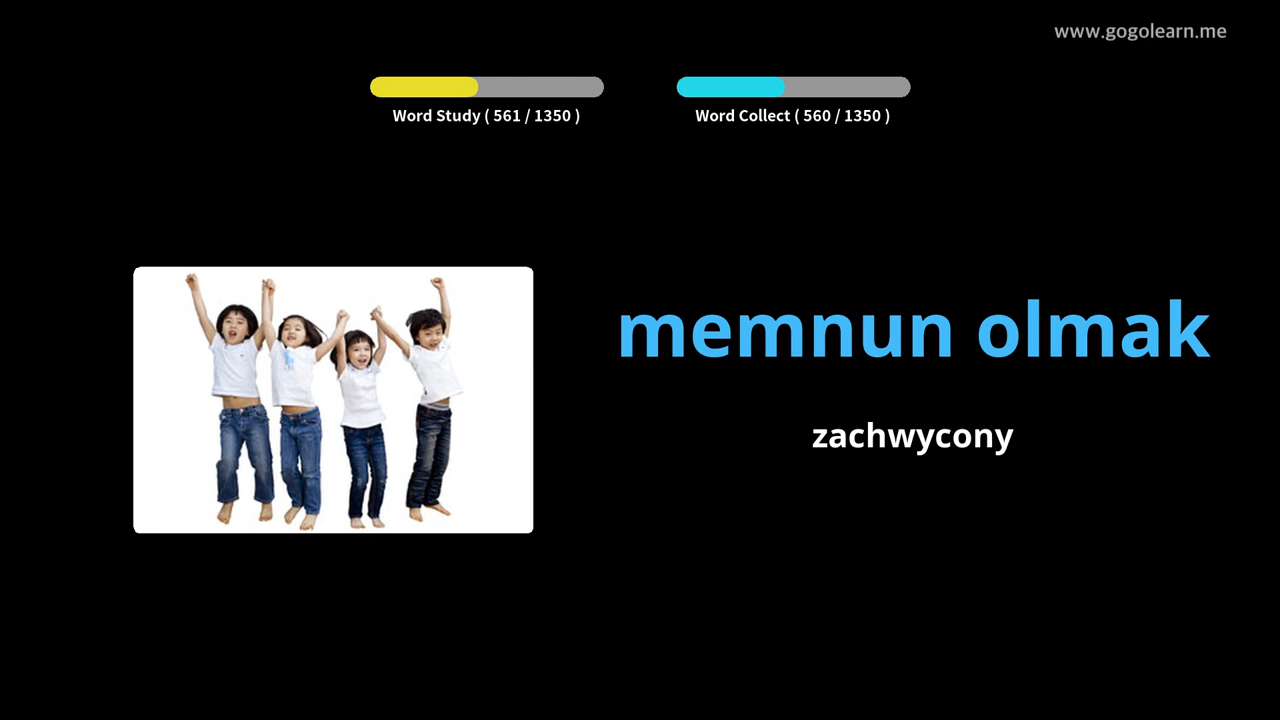 www.gogolearn.me
Word Study ( 561 / 1350 )
Word Collect ( 560 / 1350 )
memnun olmak
zachwycony